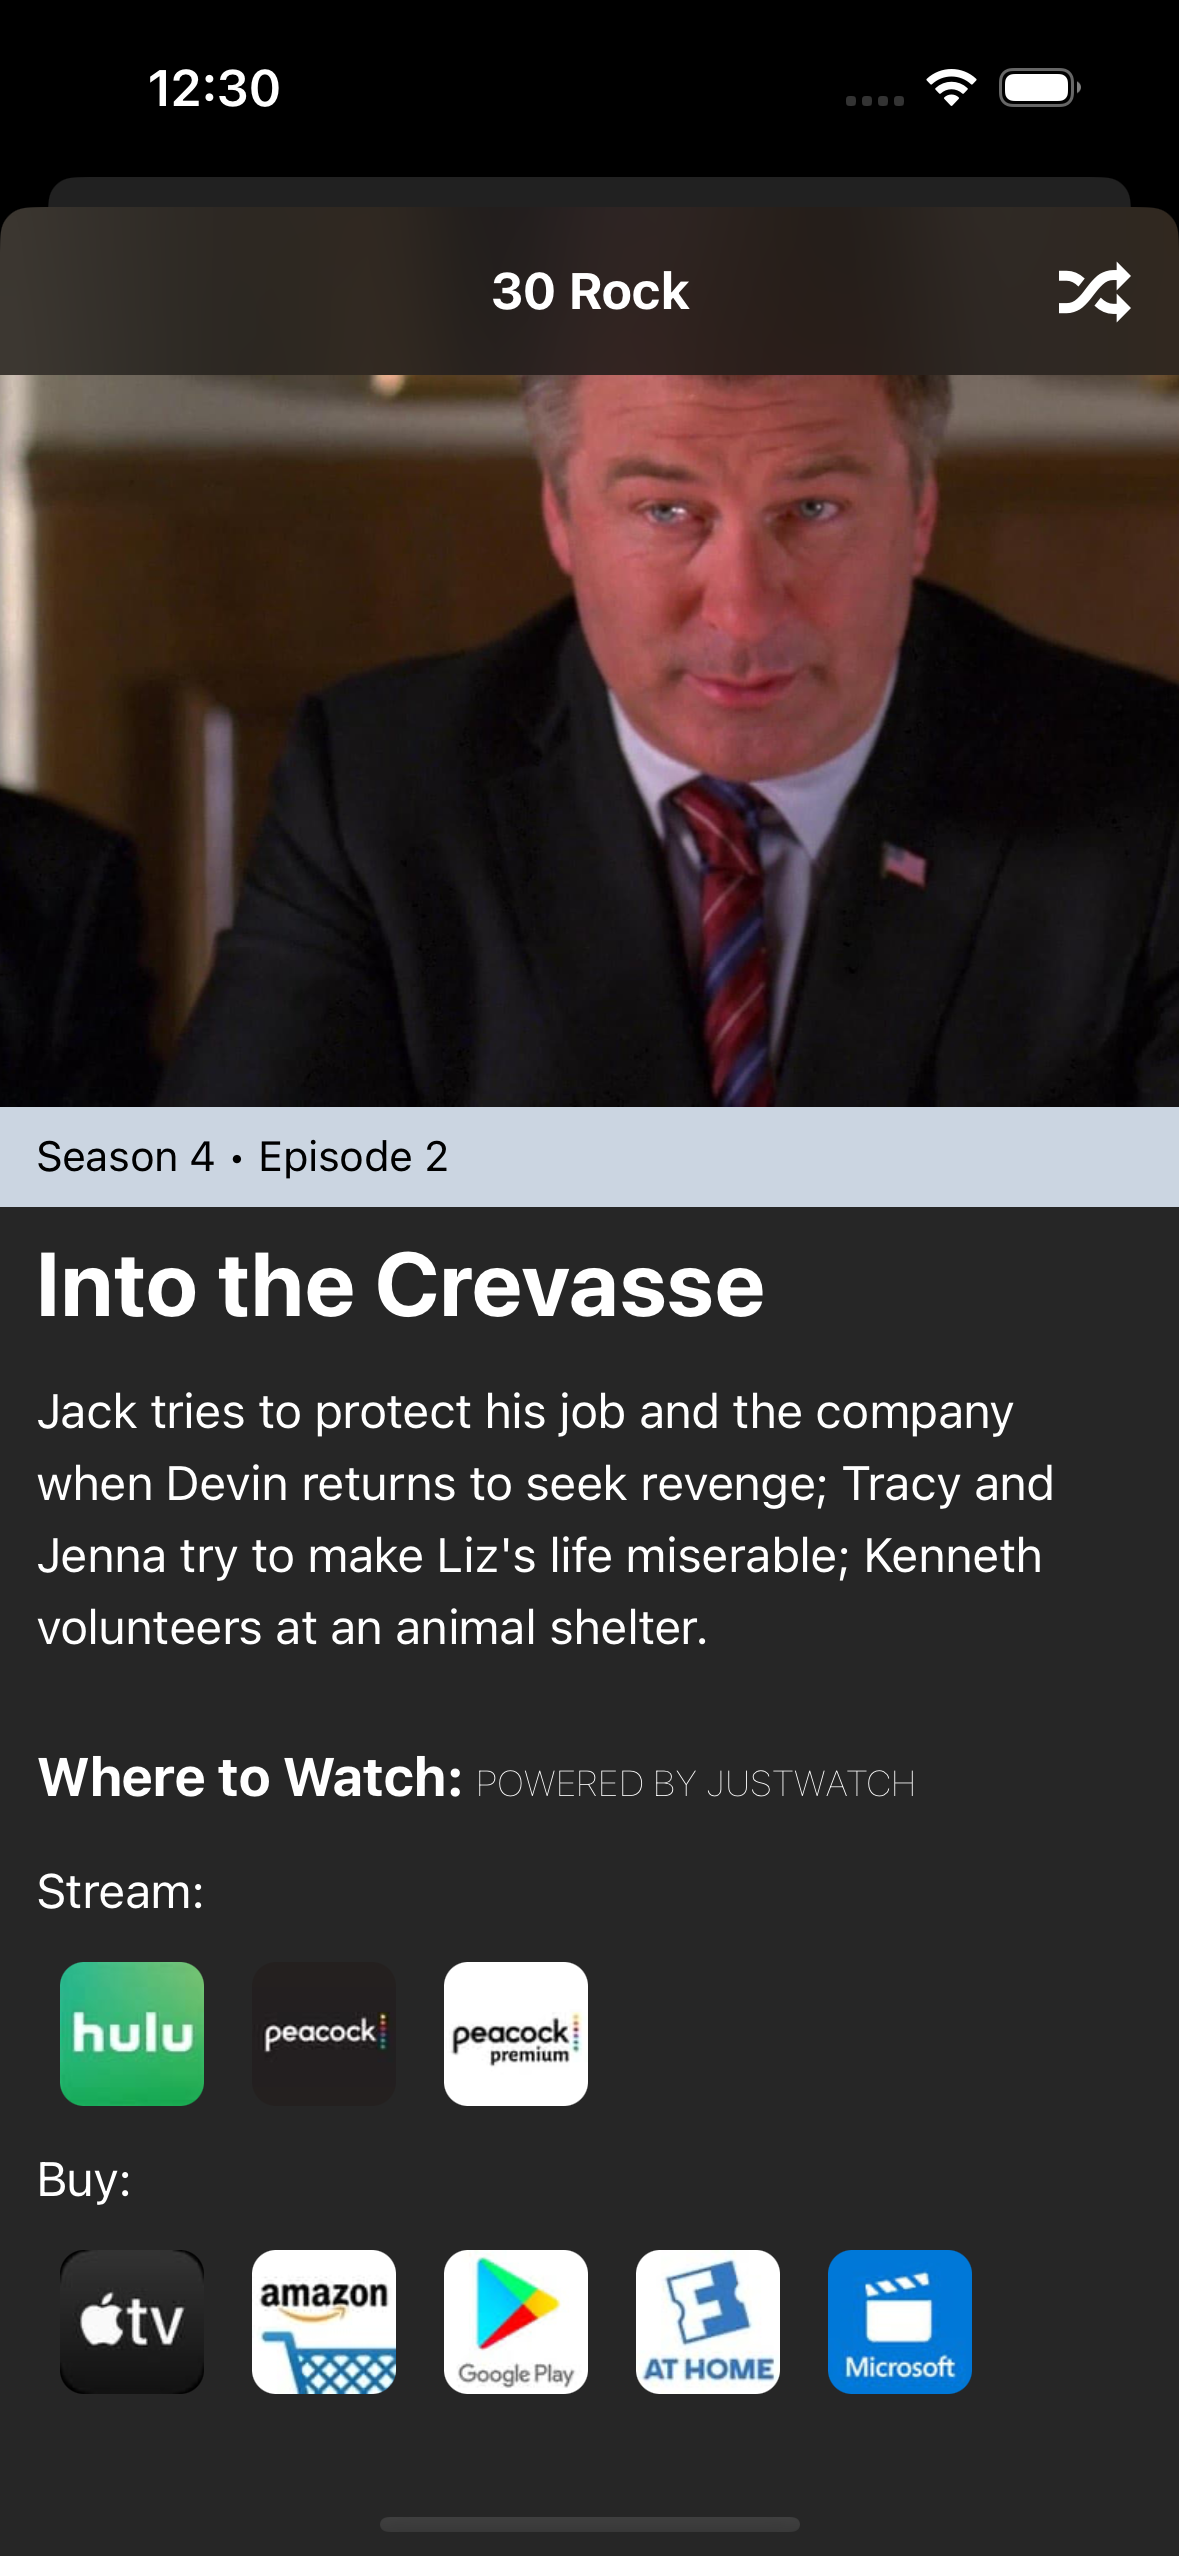 12:30
30 Rock
Season 4 • Episode 2
Into the Crevasse
Jack tries to protect his job and the company
when Devin returns to seek revenge; Tracy and
Jenna try to make Liz's life miserable; Kenneth
volunteers at an animal shelter.
Where to Watch: POWERED BY JUSTWATCH
Stream:
hulu
peacock
peacock
premium
Buy:
tv
amazon
Google Play
AT HOME
Microsoft